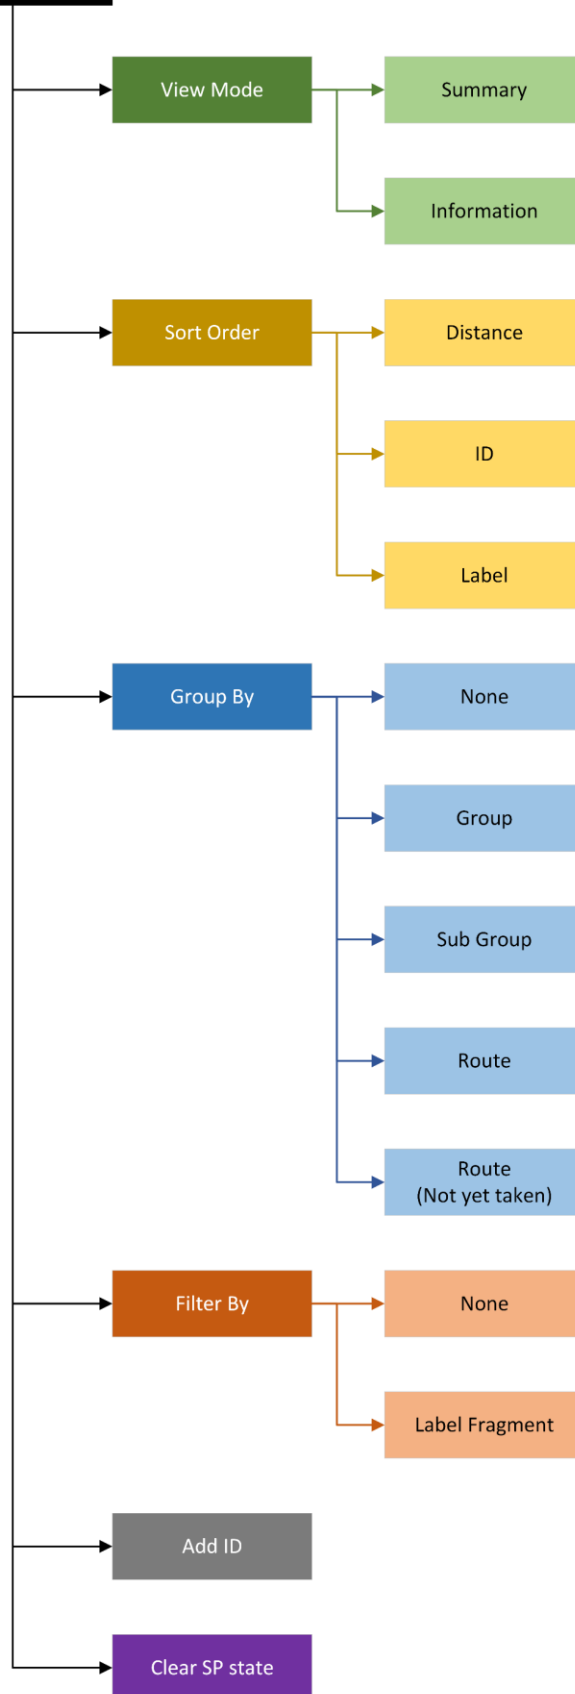 View Mode
Summary
Information
Sort Order
Distance
ID
Label
Group By
None
Group
Sub Group
Route
Route
(Not yet taken)
Filter By
None
Label Fragment
Add ID
Clear SP state